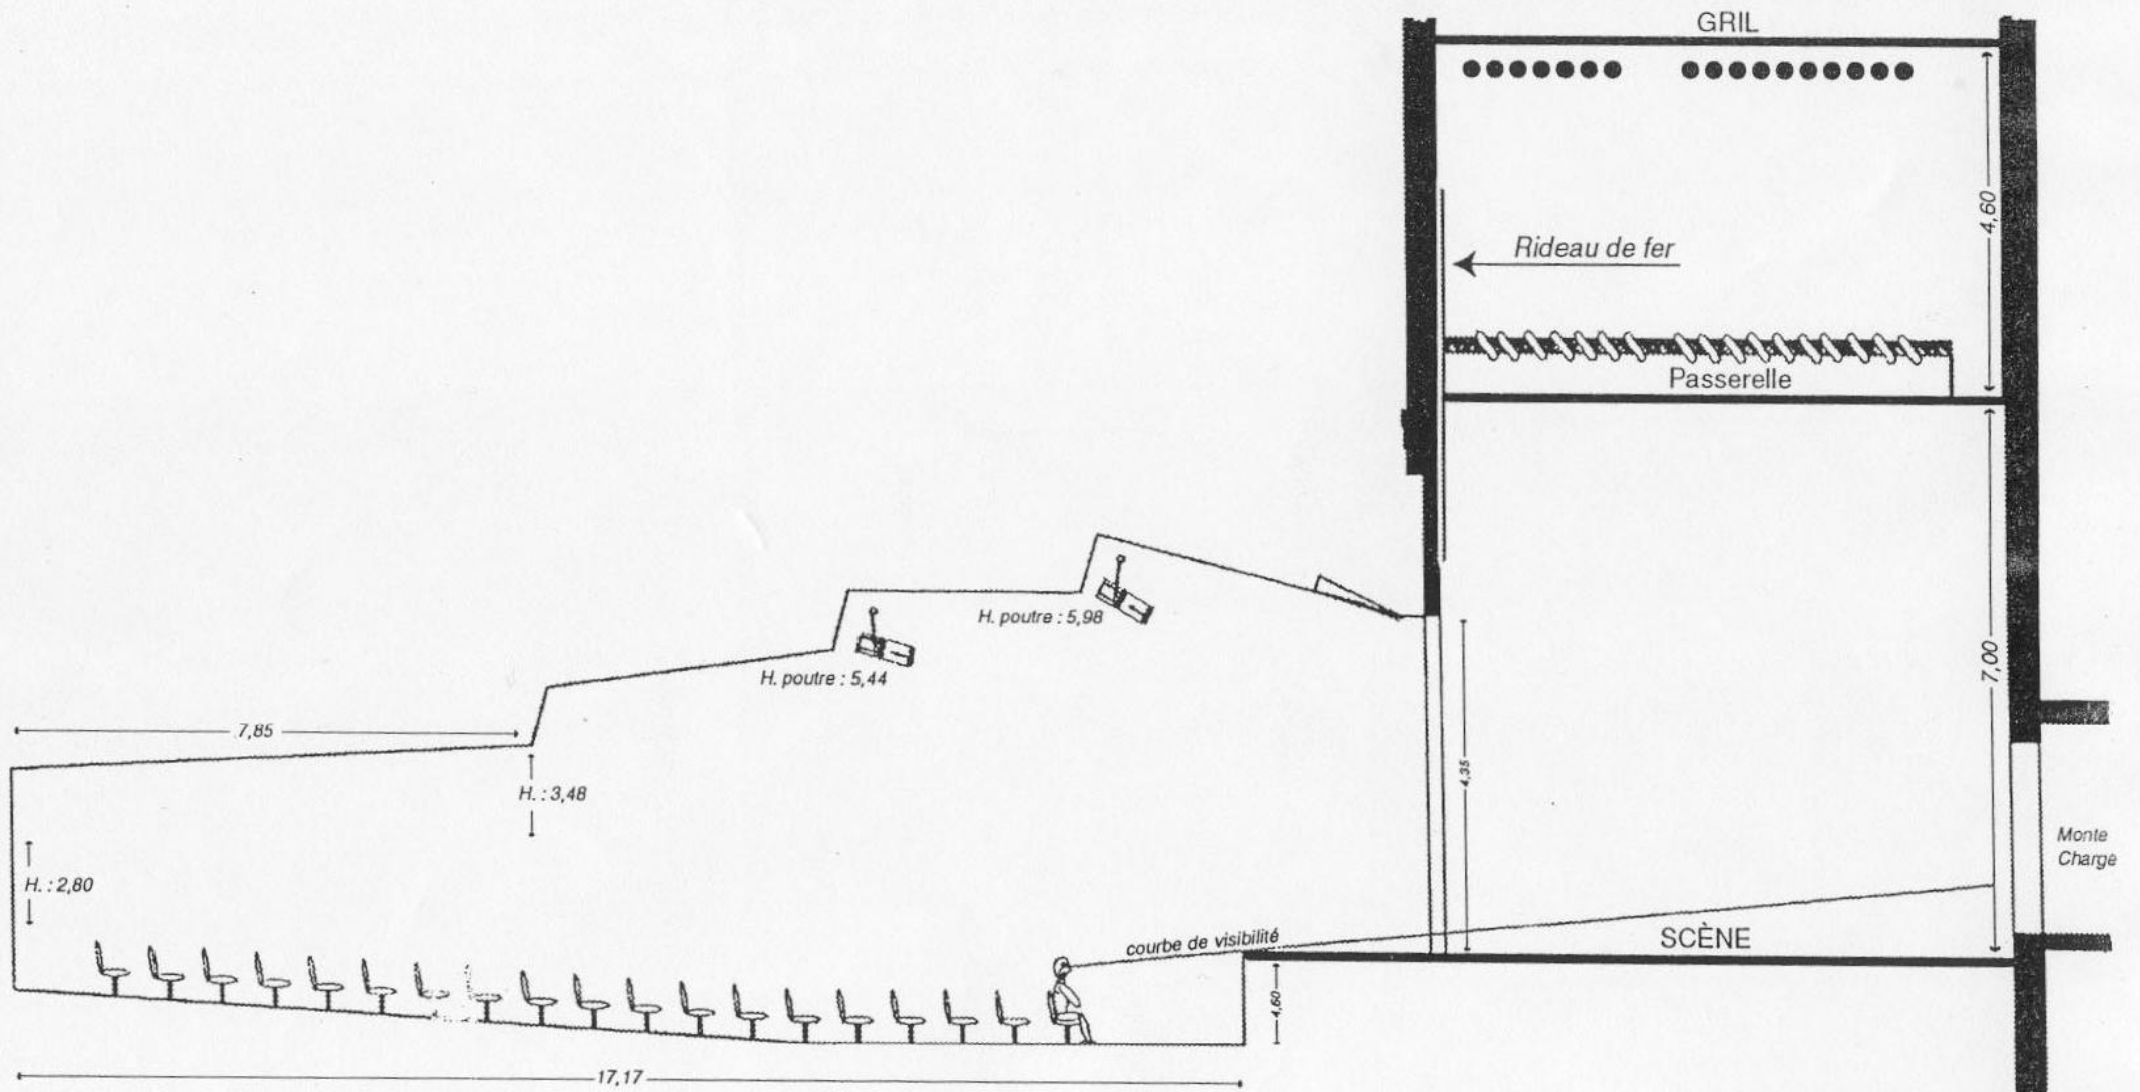 GRIL
4,60
Rideau de fer
Passerelle
H. poutre : 5,98
7,00
H. poutre : 5,44
7,85
4,35
H. : 3,48
Monte
Charge
H. : 2,80
courbe de visibilité
SCÈNE
4,60
17,17